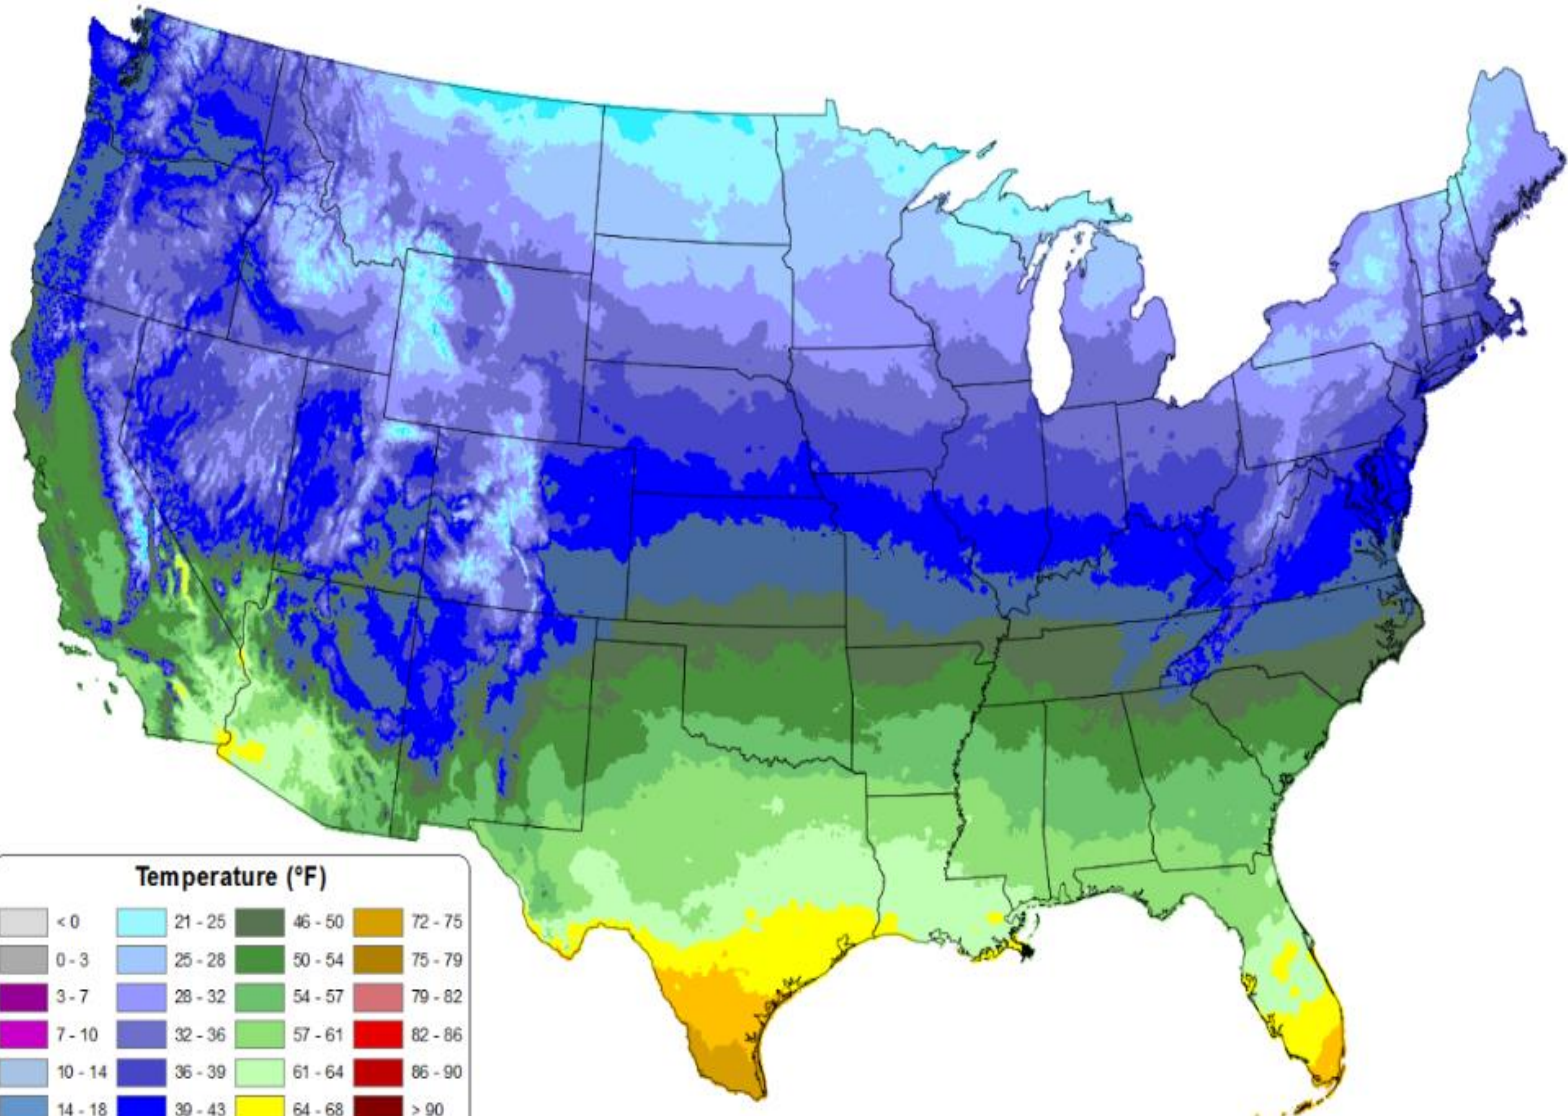 Temperature (°F)
< 0 21 - 25 46 - 50 72 - 75
0 - 3 25 - 28 50 - 54 75 - 79
3 - 7 28 - 32 54 - 57 79 - 82
7 - 10 32 - 36 57 - 61 82 - 86
10 - 14 36 - 39 61 - 64 86 - 90
14 - 18 39 - 43 64 - 68 > 90